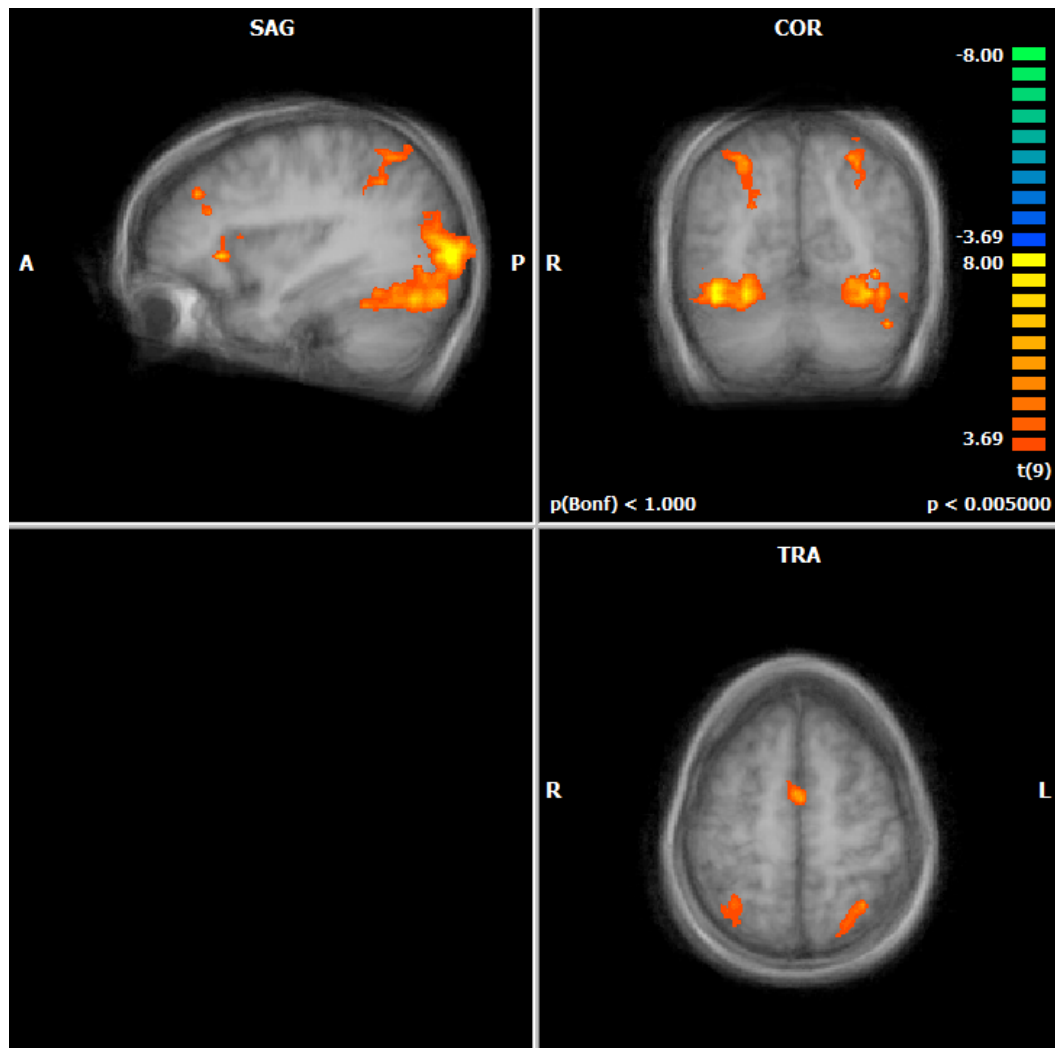 SAG
A
P
COR
R
-8.00
-3.69
8.00
3.69
t(9)
p(Bonf) < 1.000
p < 0.005000
TRA
R
L